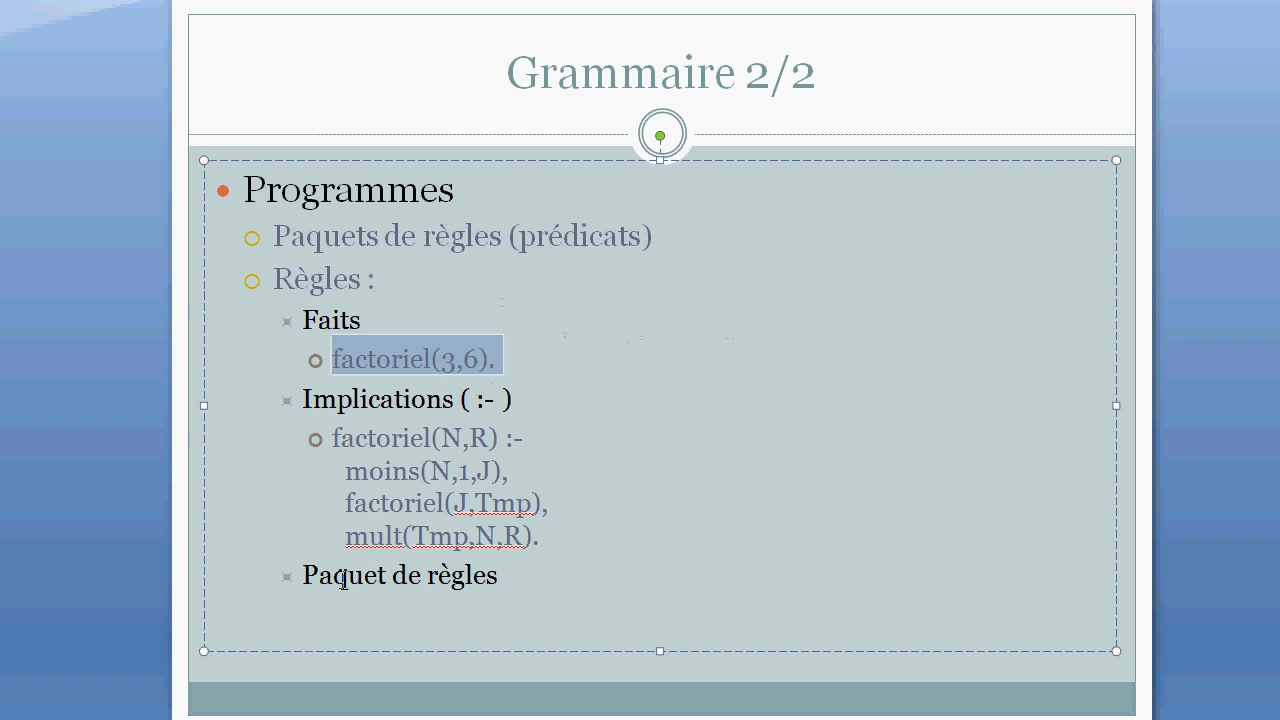 Grammaire 2/2
Programmes
Paquets de règles (prédicats)
Règles :
Faits
factoriel(3,6).
Implications ( :- )
factoriel(N,R) :-
moins(N,1,J),
factoriel(J,Tmp),
mult(Tmp,N,R).
Paquet de règles